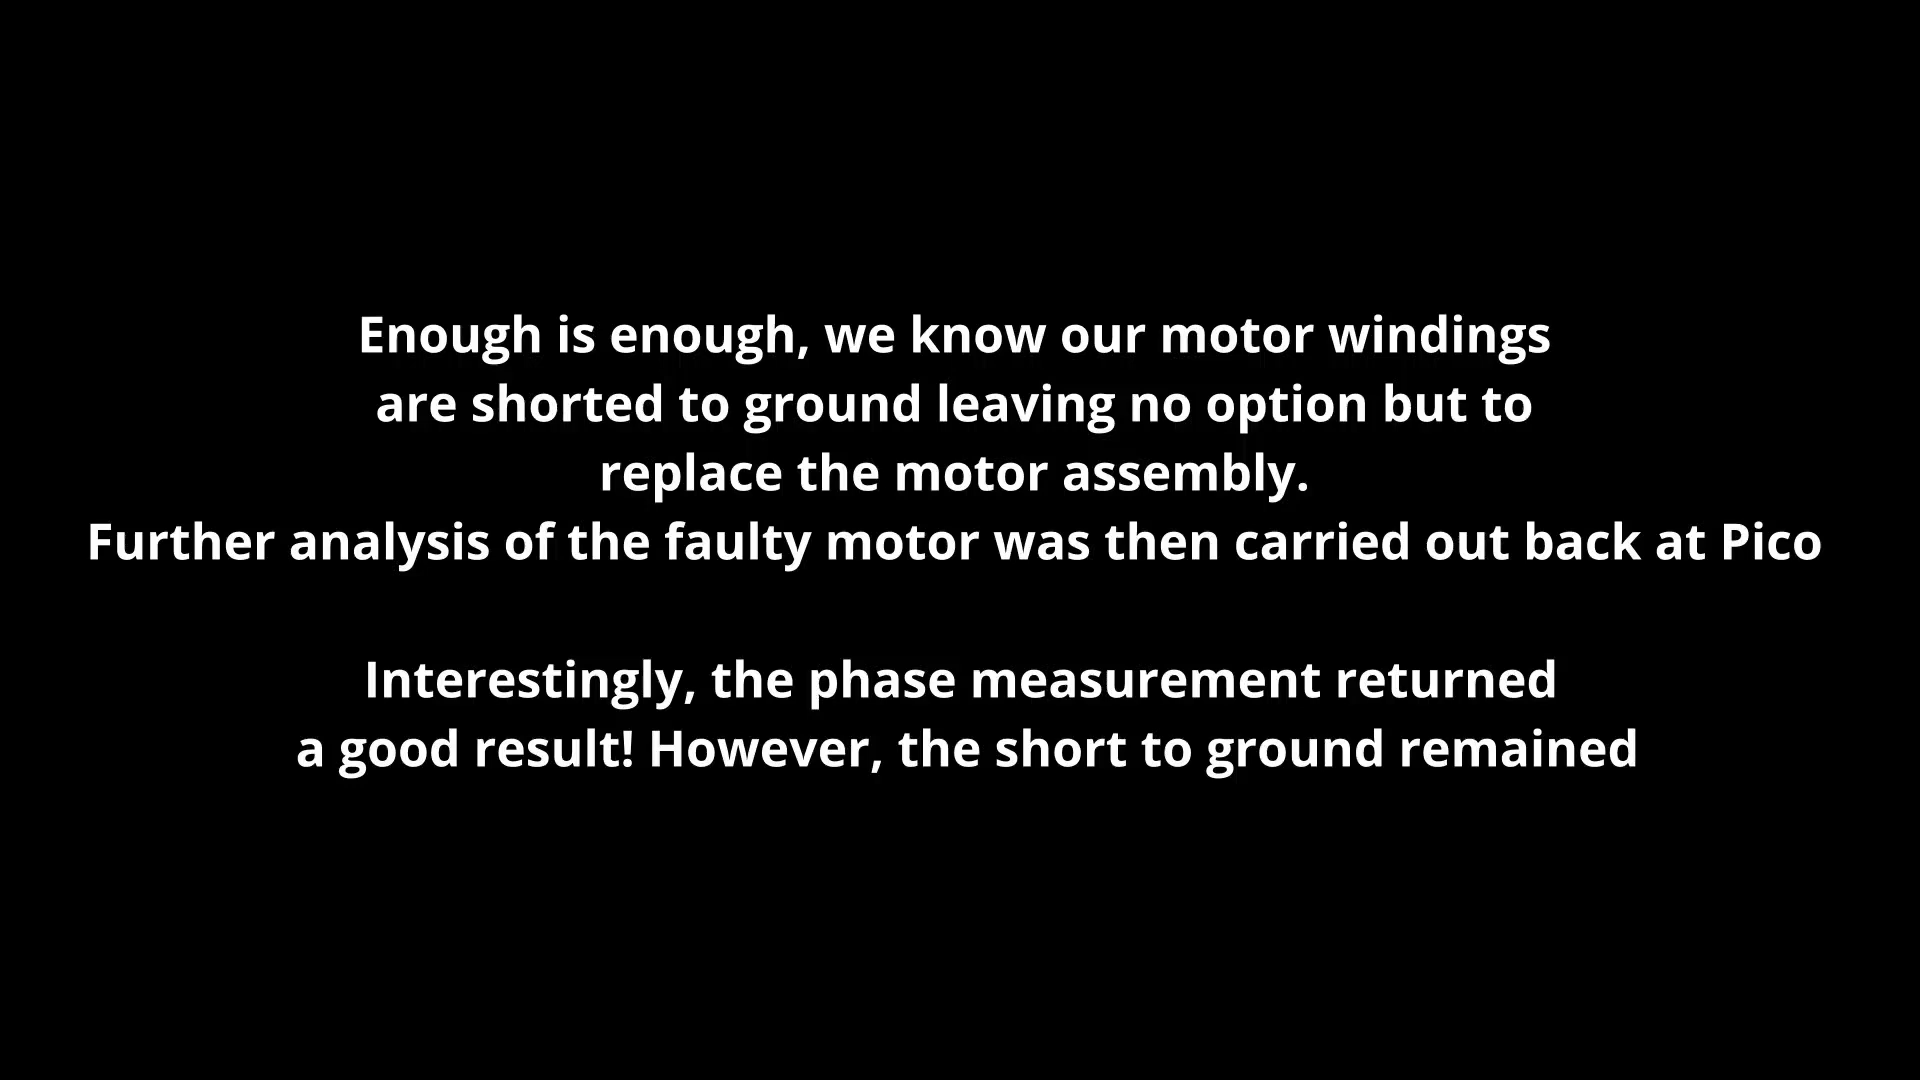 Enough is enough, we know our motor windings
are shorted to ground leaving no option but to
replace the motor assembly.
Further analysis of the faulty motor was then carried out back at Pico
Interestingly, the phase measurement returned
a good result! However, the short to ground remained